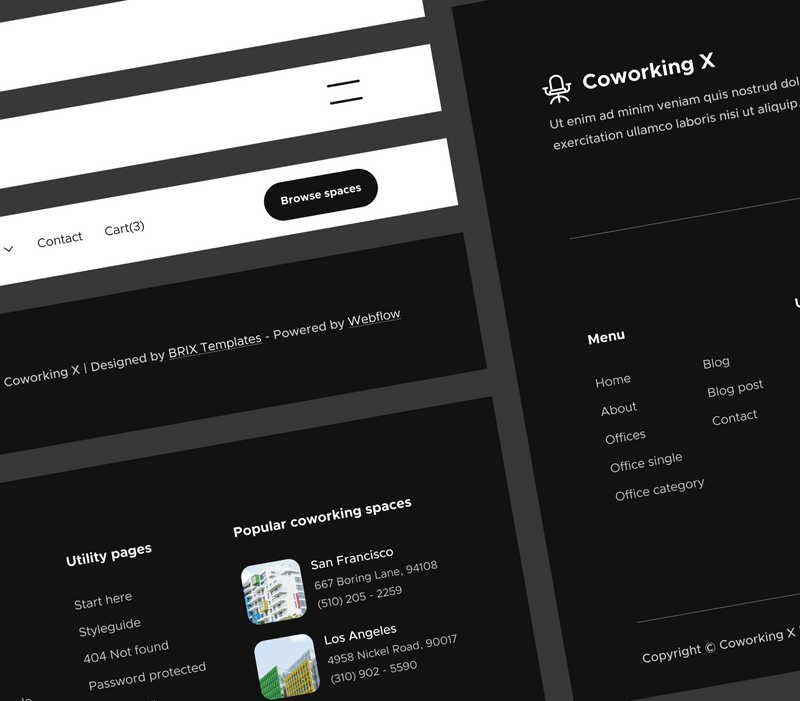 Contact
Cart(3)
Browse spaces
Coworking X | Designed by BRIX Templates - Powered by Webflow
Utility pages
Start here
Styleguide
404 Not found
Password protected
Popular coworking spaces
San Francisco
667 Boring Lane, 94108
(510) 205 - 2259
Los Angeles
4958 Nickel Road, 90017
(310) 902 - 5590
Coworking X
Ut enim ad minim veniam quis nostrud dol
exercitation ullamco laboris nisi ut aliquip.
Menu
Home
About
Offices
Office single
Office category
Blog
Blog post
Contact
Copyright © Coworking X